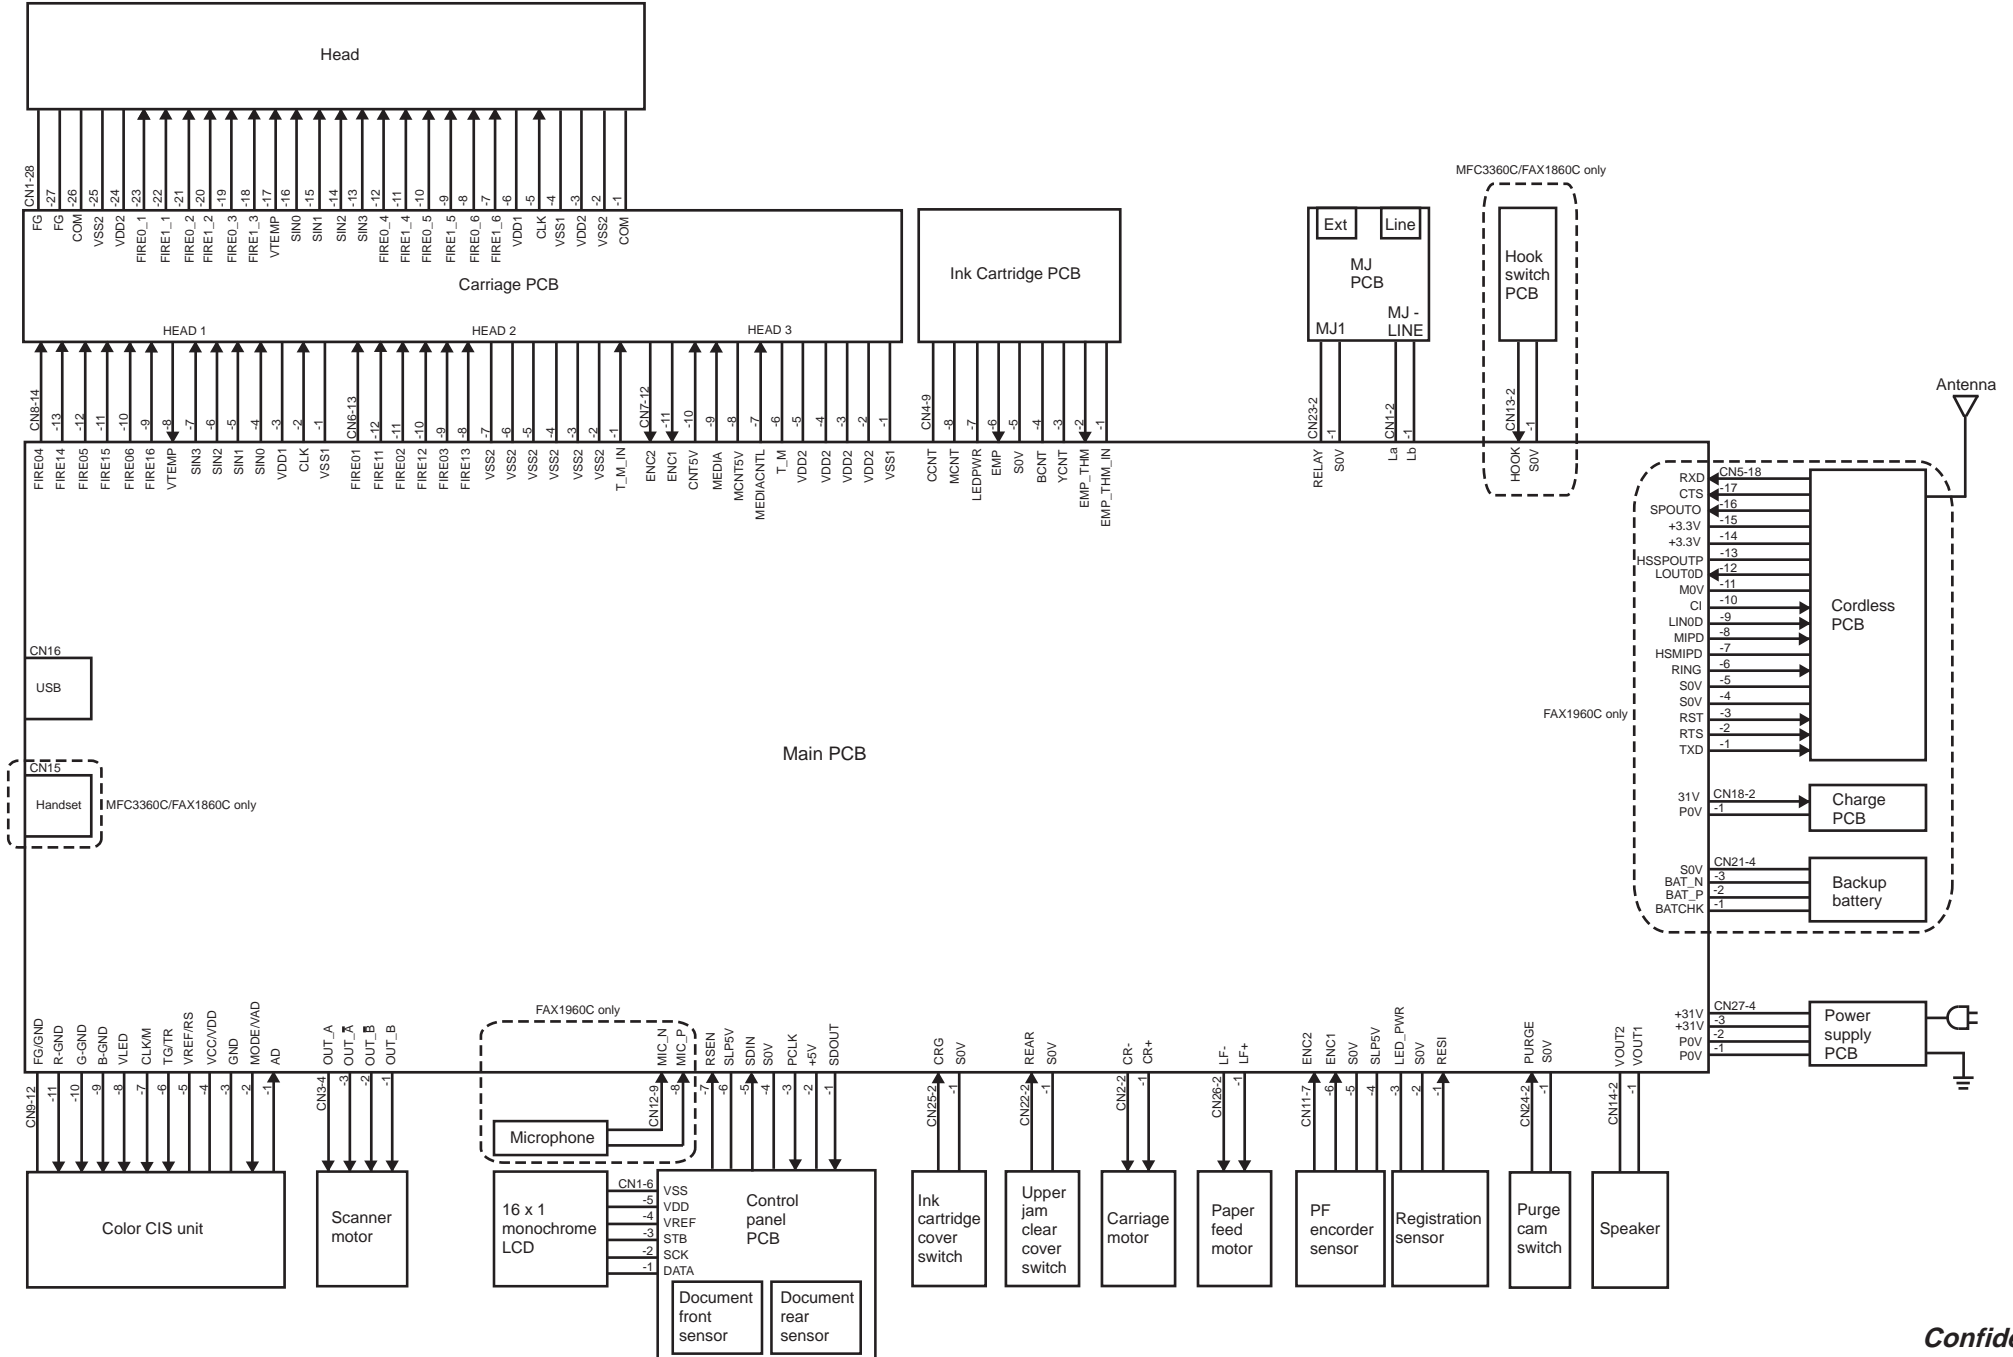 Head
CN1-28
-27
-26
-25
-24
-23
-22
-21
-20
-19
-18
-17
-16
-15
-14
-13
-12
-11
-10
-9
-8
-7
-6
-5
-4
-3
-2
-1
FG
FG
COM
VSS2
VDD2
FIRE0_1
FIRE1_1
FIRE0_2
FIRE1_2
FIRE0_3
FIRE1_3
VTEMP
SIN0
SIN1
SIN2
SIN3
FIRE0_4
FIRE1_4
FIRE0_5
FIRE1_5
FIRE0_6
FIRE1_6
VDD1
CLK
VSS1
VDD2
VSS2
COM
Carriage PCB
HEAD 1
HEAD 2
HEAD 3
CN8-14
-13
-12
-11
-10
-9
-8
-7
-6
-5
-4
-3
-2
-1
CN6-13
-12
-11
-10
-9
-8
-7
-6
-5
-4
-3
-2
-1
CN7-12
-11
-10
-9
-8
-7
-6
-5
-4
-3
-2
-1
FIRE04
FIRE14
FIRE05
FIRE15
FIRE06
FIRE16
VTEMP
SIN3
SIN2
SIN1
SIN0
VDD1
CLK
VSS1
FIRE01
FIRE11
FIRE02
FIRE12
FIRE03
FIRE13
VSS2
VSS2
VSS2
VSS2
VSS2
VSS2
T_M_IN
ENC2
ENC1
CNT5V
MEDIA
MCNT5V
MEDIACNTL
T_M
VDD2
VDD2
VDD2
VDD2
VSS1
Ink Cartridge PCB
CN4-9
-8
-7
-6
-5
-4
-3
-2
-1
CCNT
MCNT
LEDPWR
EMP
S0V
BCNT
YCNT
EMP_THM
EMP_THM_IN
Ext
Line
MJ
PCB
MJ1
MJ -
LINE
CN23-2
-1
CN1-2
-1
RELAY
S0V
La
Lb
MFC3360C/FAX1860C only
Hook
switch
PCB
CN13-2
-1
HOOK
S0V
Antenna
RXD
CTS
SPOUTO
+3.3V
+3.3V
HSSPOUTP
LOUT0D
M0V
CI
LIN0D
MIPD
HSMIPD
RING
S0V
S0V
RST
RTS
TXD
CN5-18
-17
-16
-15
-14
-13
-12
-11
-10
-9
-8
-7
-6
-5
-4
-3
-2
-1
Cordless
PCB
FAX1960C only
31V
P0V
CN18-2
-1
Charge
PCB
S0V
BAT_N
BAT_P
BATCHK
CN21-4
-3
-2
-1
Backup
battery
+31V
+31V
P0V
P0V
CN27-4
-3
-2
-1
Power
supply
PCB
CN16
USB
CN15
Handset
MFC3360C/FAX1860C only
Main PCB
FG/GND
R-GND
G-GND
B-GND
VLED
CLK/M
TG/TR
VREF/RS
VCC/VDD
GND
MODE/VAD
AD
CN9-12
-11
-10
-9
-8
-7
-6
-5
-4
-3
-2
-1
Color CIS unit
OUT_A
OUT_A
OUT_B
OUT_B
CN3-4
-3
-2
-1
Scanner
motor
FAX1960C only
MIC_N
MIC_P
RSEN
SLP5V
SDIN
S0V
PCLK
+5V
SDOUT
CN12-9
-8
-7
-6
-5
-4
-3
-2
-1
Microphone
16 x 1
monochrome
LCD
CN1-6
-5
-4
-3
-2
-1
VSS
VDD
VREF
STB
SCK
DATA
Control
panel
PCB
Document
front
sensor
Document
rear
sensor
CRG
S0V
CN25-2
-1
Ink
cartridge
cover
switch
REAR
S0V
CN22-2
-1
Upper
jam
clear
cover
switch
CR-
CR+
CN2-2
-1
Carriage
motor
LF-
LF+
CN26-2
-1
Paper
feed
motor
ENC2
ENC1
S0V
SLP5V
LED_PWR
S0V
RESI
CN11-7
-6
-5
-4
-3
-2
-1
PF
encorder
sensor
Registration
sensor
PURGE
S0V
CN24-2
-1
Purge
cam
switch
VOUT2
VOUT1
CN14-2
-1
Speaker
Confide